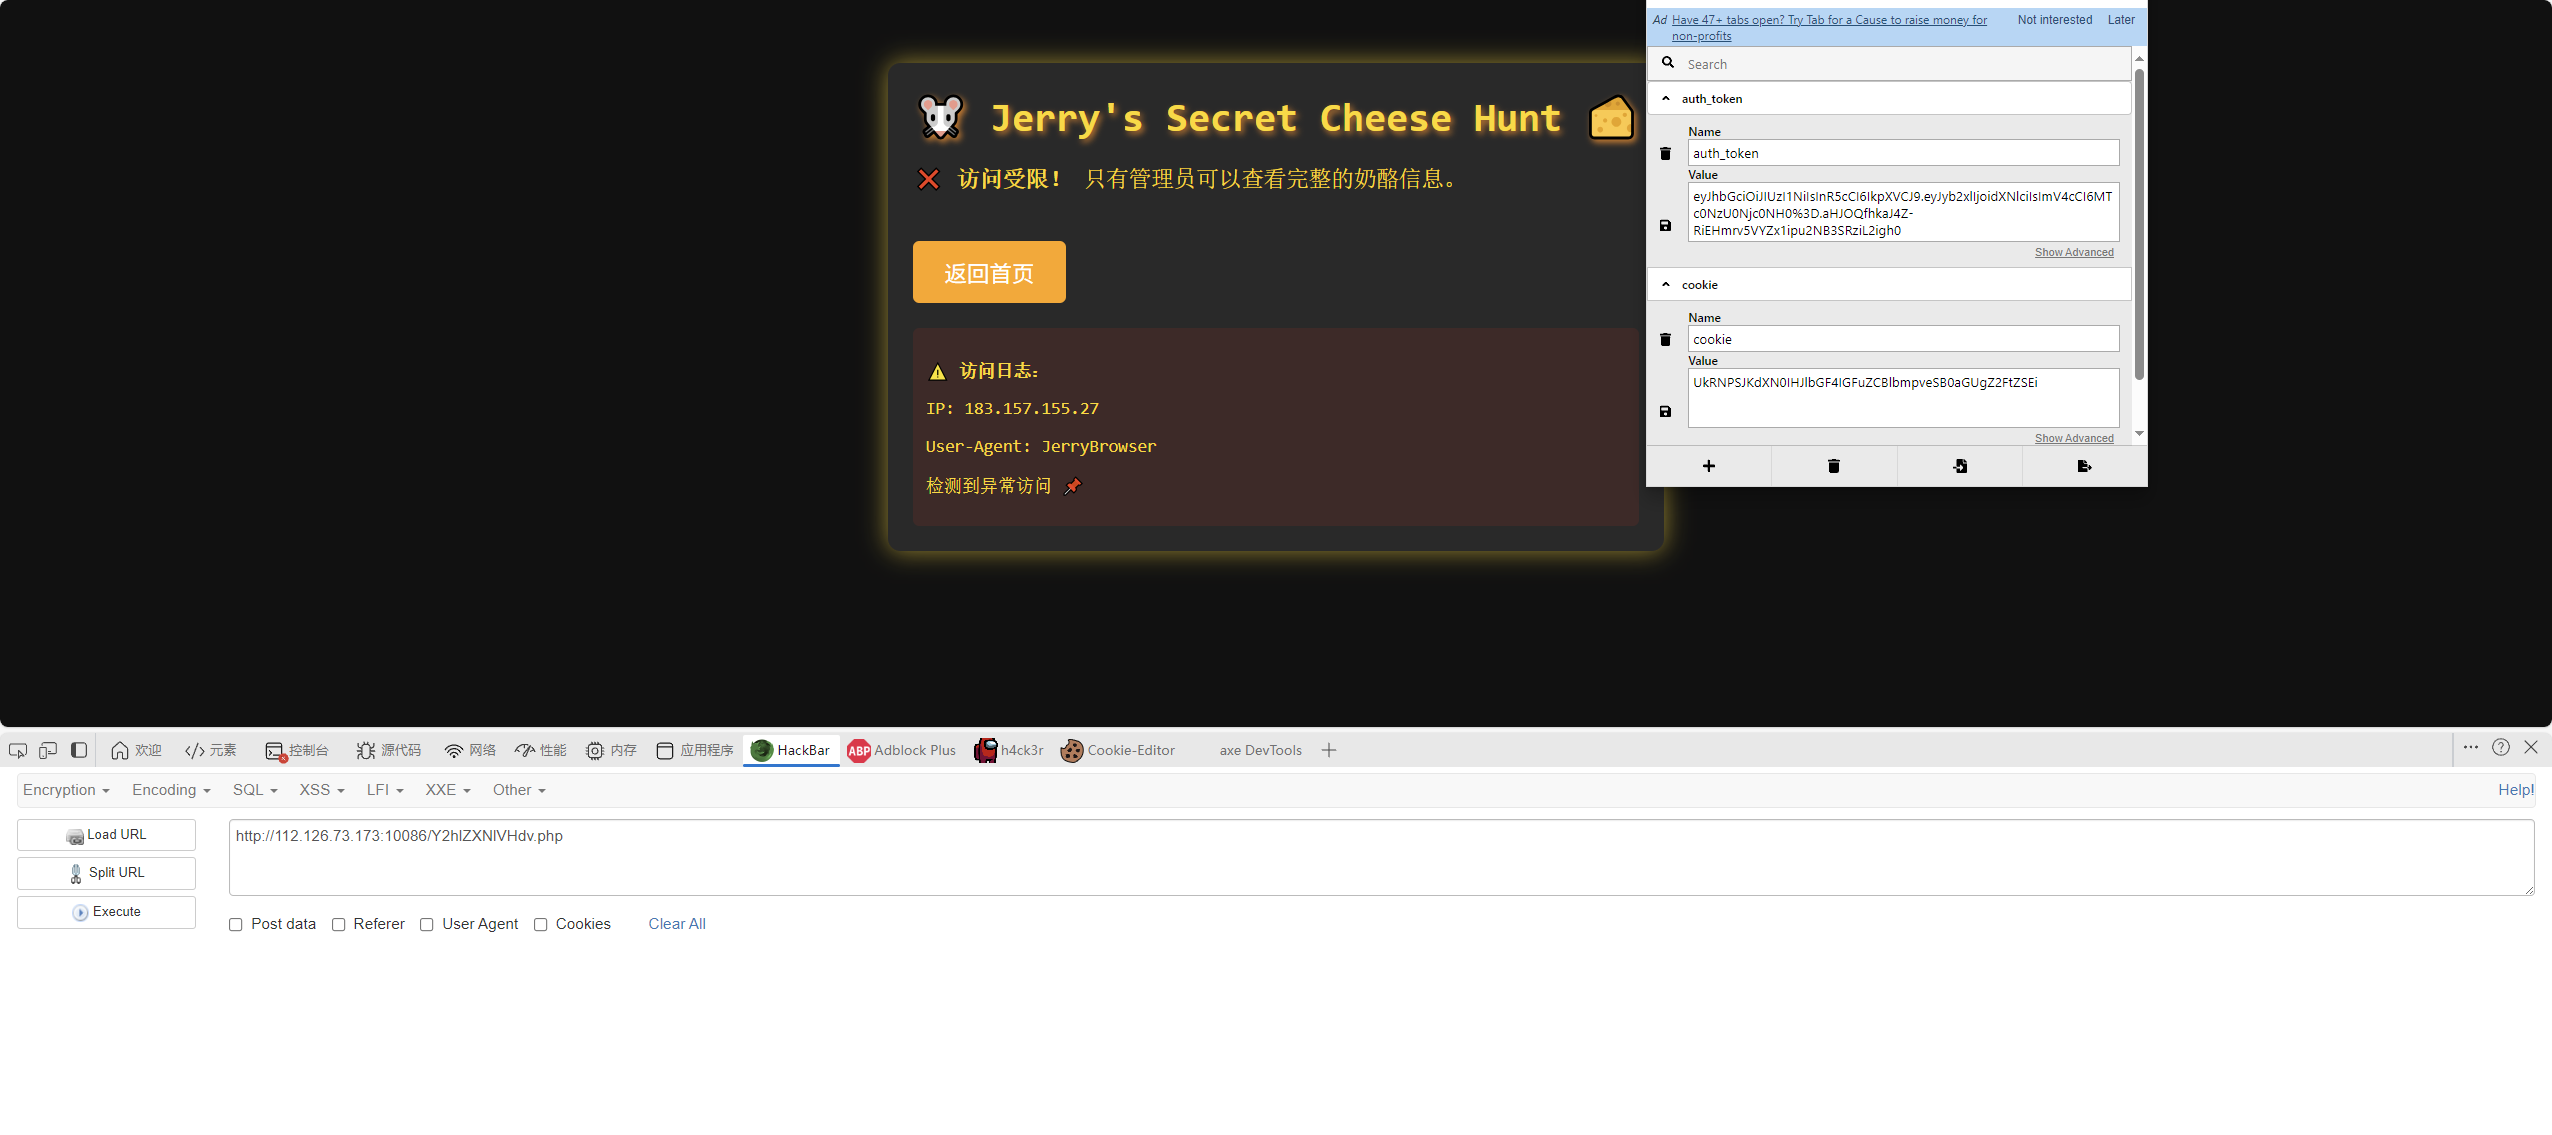 Ad Have 47+ tabs open? Try Tab for a Cause to raise money for non-profits Not interested Later
Search
Jerry's Secret Cheese Hunt
访问受限！ 只有管理员可以查看完整的奶酪信息。
返回首页
访问日志：
IP: 183.157.155.27
User-Agent: JerryBrowser
检测到异常访问
auth_token
Name
auth_token
Value
eyJhbGciOiJIUzI1NiIsInR5cCI6IkpXVCJ9.eyJyb2xlIjoidXNlciIsImV4cCI6MT
c0NzU0Njc0NH0%3D.aHJOQfhkaJ4Z-
RiEHmrv5VYZx1ipu2NB3SRziL2igh0
Show Advanced
cookie
Name
cookie
Value
UkRNPSJKdXN0IHJlbGF4IGFuZCBlbmpveSB0aGUgZ2FtZSEi
Show Advanced
欢迎 元素 控制台 源代码 网络 性能 内存 应用程序 HackBar ABP Adblock Plus h4ck3r Cookie-Editor axe DevTools
Encryption Encoding SQL XSS LFI XXE Other Help!
Load URL
http://112.126.73.173:10086/Y2hlZXNlVHdv.php
Split URL
Execute
Post data Referer User Agent Cookies Clear All